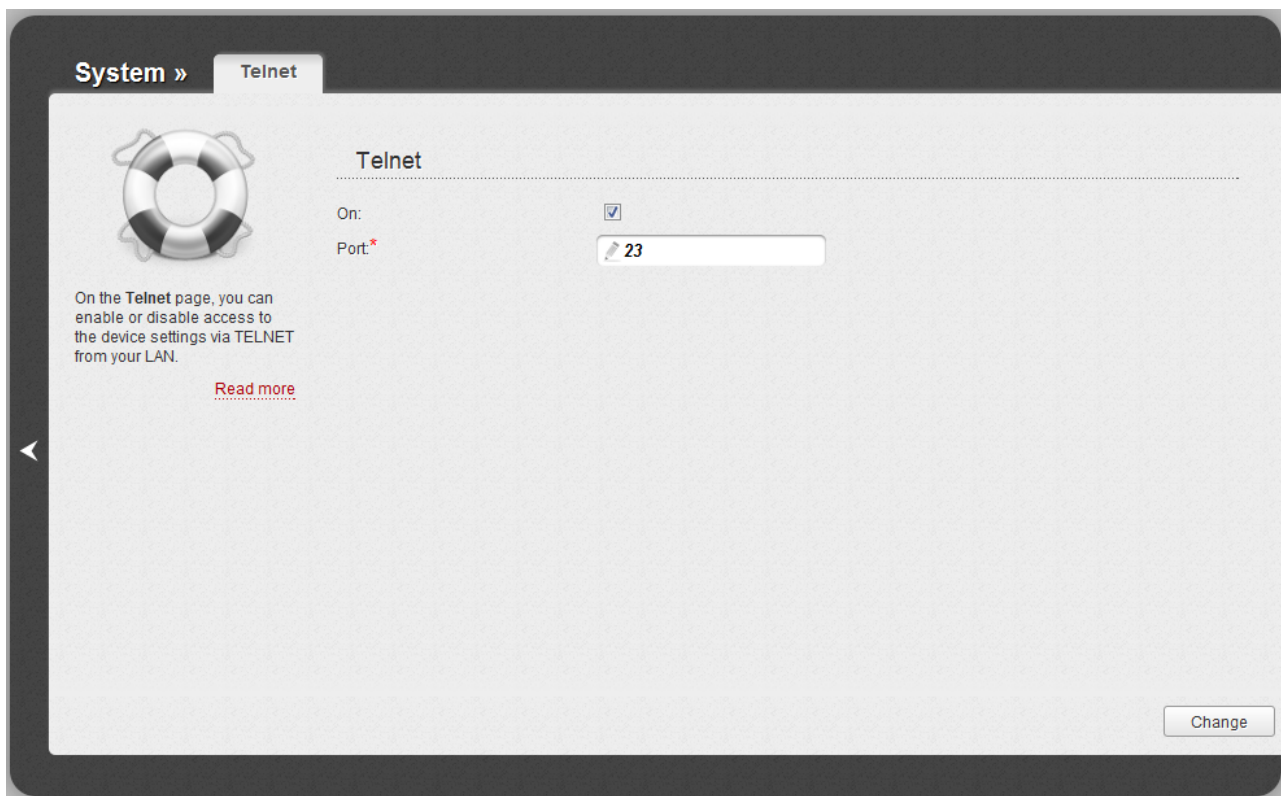 System »
Telnet
Telnet
On:
Port:*
23
On the Telnet page, you can
enable or disable access to
the device settings via TELNET
from your LAN.
Read more
Change